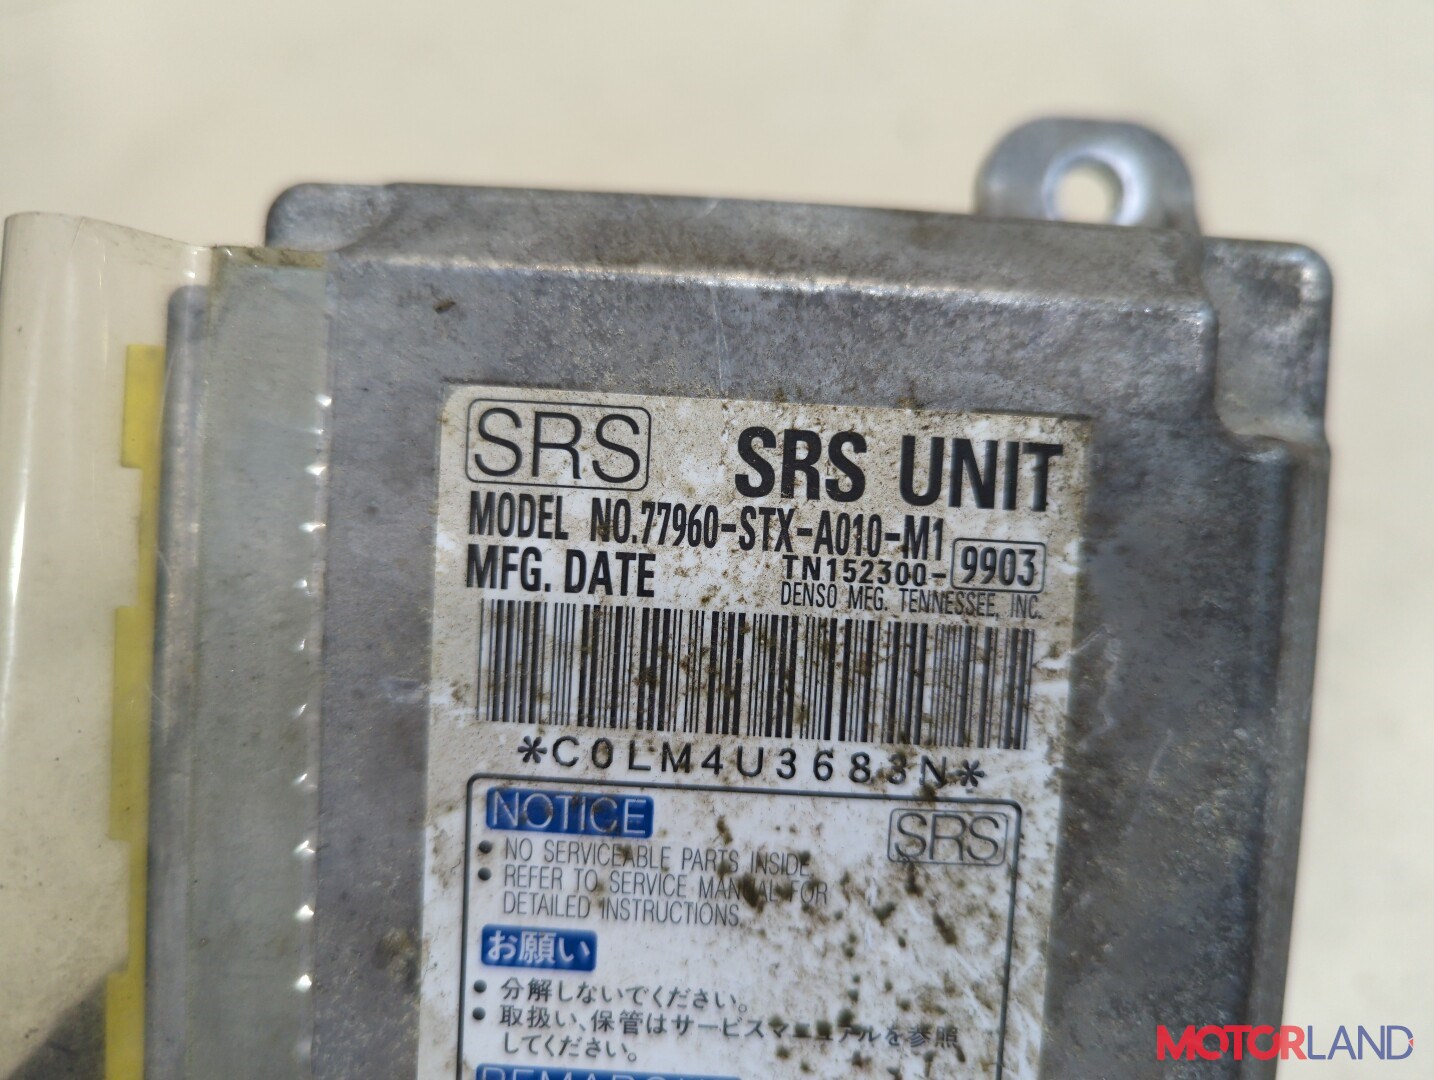 SRS SRS UNIT
MODEL NO.77960-STX-A010-M1
MFG. DATE TN152300-9903
DENSO MFG. TENNESSEE, INC.
*C0LM4U3683N*
NOTICE SRS
• NO SERVICEABLE PARTS INSIDE
• REFER TO SERVICE MANUAL FOR
DETAILED INSTRUCTIONS.
お願い
• 分解しないでください。
• 取扱い、保管はサービスマニュアルを参照
してください。
MOTORLAND